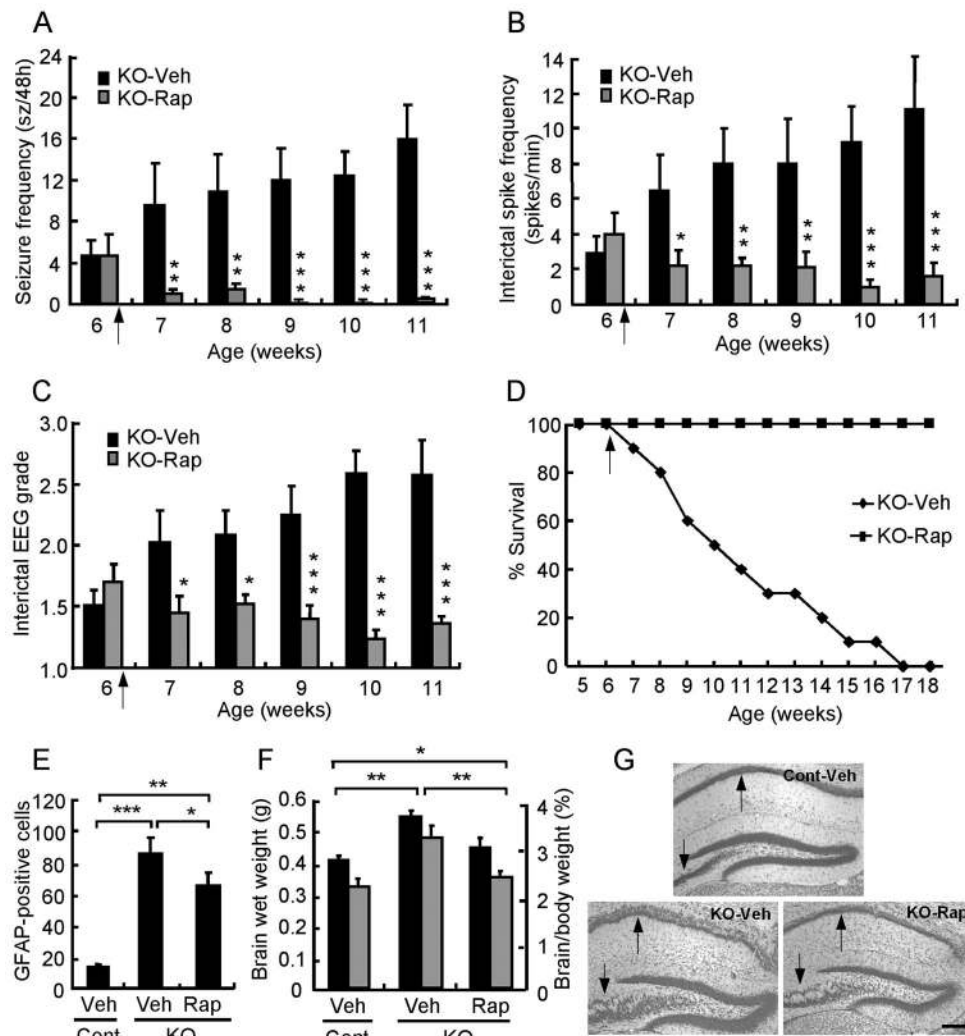 A
Seizure frequency (sz/48h)
24
20
16
12
8
4
0
KO-Veh
KO-Rap
**
**
***
***
***
6 7 8 9 10 11
Age (weeks)
B
Interictal spike frequency
(spikes/min)
14
12
10
8
6
4
2
0
KO-Veh
KO-Rap
*
**
**
***
***
6 7 8 9 10 11
Age (weeks)
C
Interictal EEG grade
3.0
2.5
2.0
1.5
1.0
KO-Veh
KO-Rap
*
*
***
***
***
6 7 8 9 10 11
Age (weeks)
D
% Survival
100
80
60
40
20
0
KO-Veh
KO-Rap
5 6 7 8 9 10 11 12 13 14 15 16 17 18
Age (weeks)
E
GFAP-positive cells
120
100
80
60
40
20
0
**
***
*
Veh Veh Rap
Cont KO
F
Brain wet weight (g)
0.6
0.5
0.4
0.3
0.2
0.1
0
*
**
**
4
3
2
1
0
Brain/body weight (%)
Veh Veh Rap
Cont KO
G
Cont-Veh
KO-Veh
KO-Rap